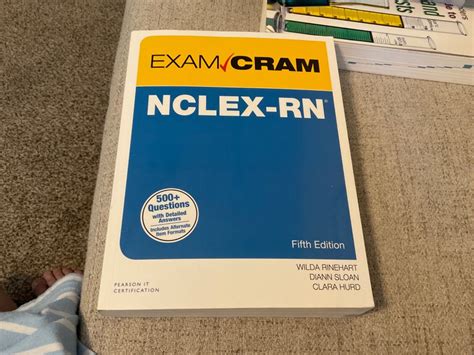 EXAM CRAM
NCLEX-RN®
500+
Questions
with Detailed
Answers
Includes Alternate
Item Formats
Fifth Edition
WILDA RINEHART
DIANN SLOAN
CLARA HURD
PEARSON IT
CERTIFICATION